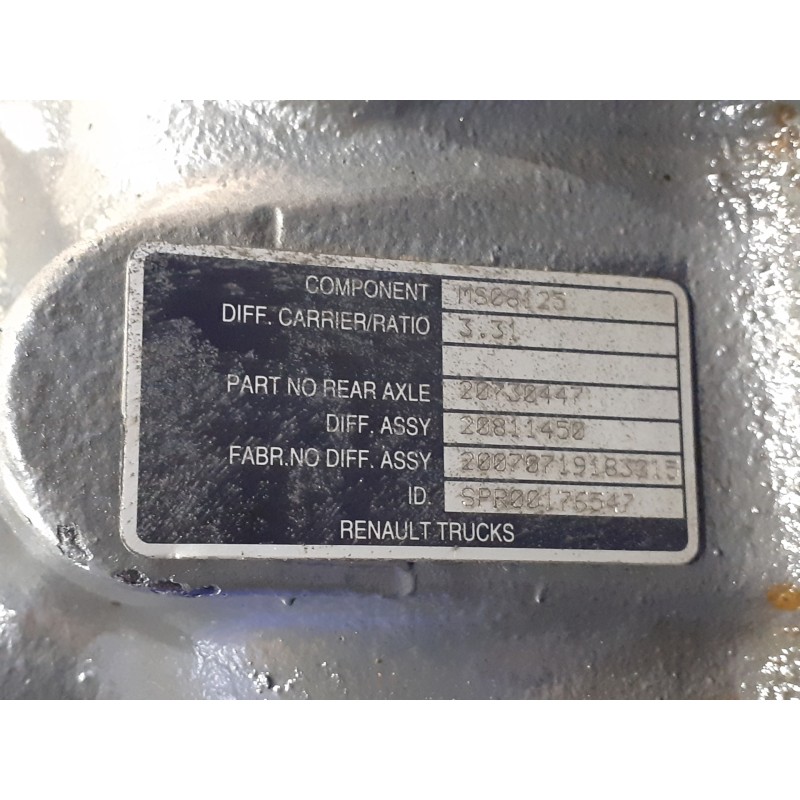 COMPONENT MS08125
DIFF. CARRIER/RATIO 3.31
PART NO REAR AXLE 20730447
DIFF. ASSY 20811450
FABR.NO DIFF. ASSY 20070719183315
ID. SPR00176547
RENAULT TRUCKS